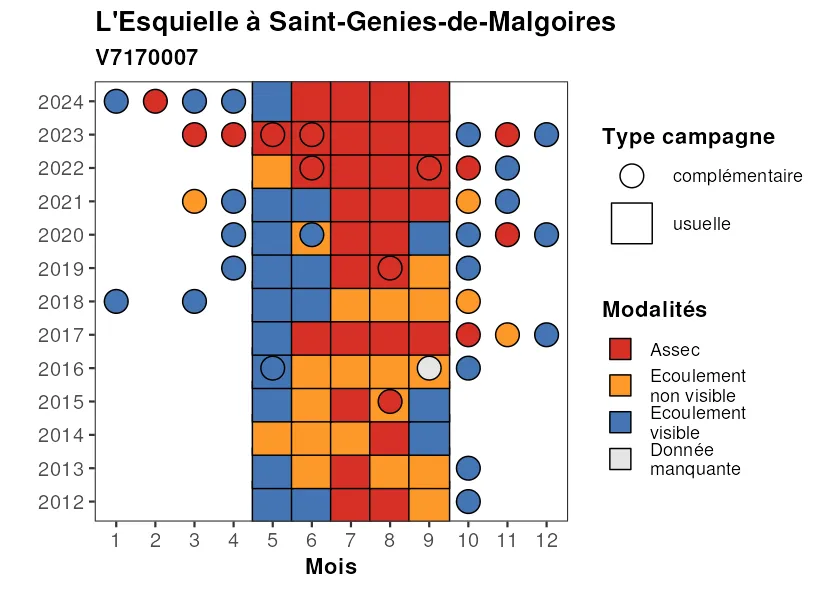 L'Esquielle à Saint-Genies-de-Malgoires
V7170007
2024
2023
2022
2021
2020
2019
2018
2017
2016
2015
2014
2013
2012
1 2 3 4 5 6 7 8 9 10 11 12
Mois
Type campagne
complémentaire
usuelle
Modalités
Assec
Ecoulement
non visible
Ecoulement
visible
Donnée
manquante